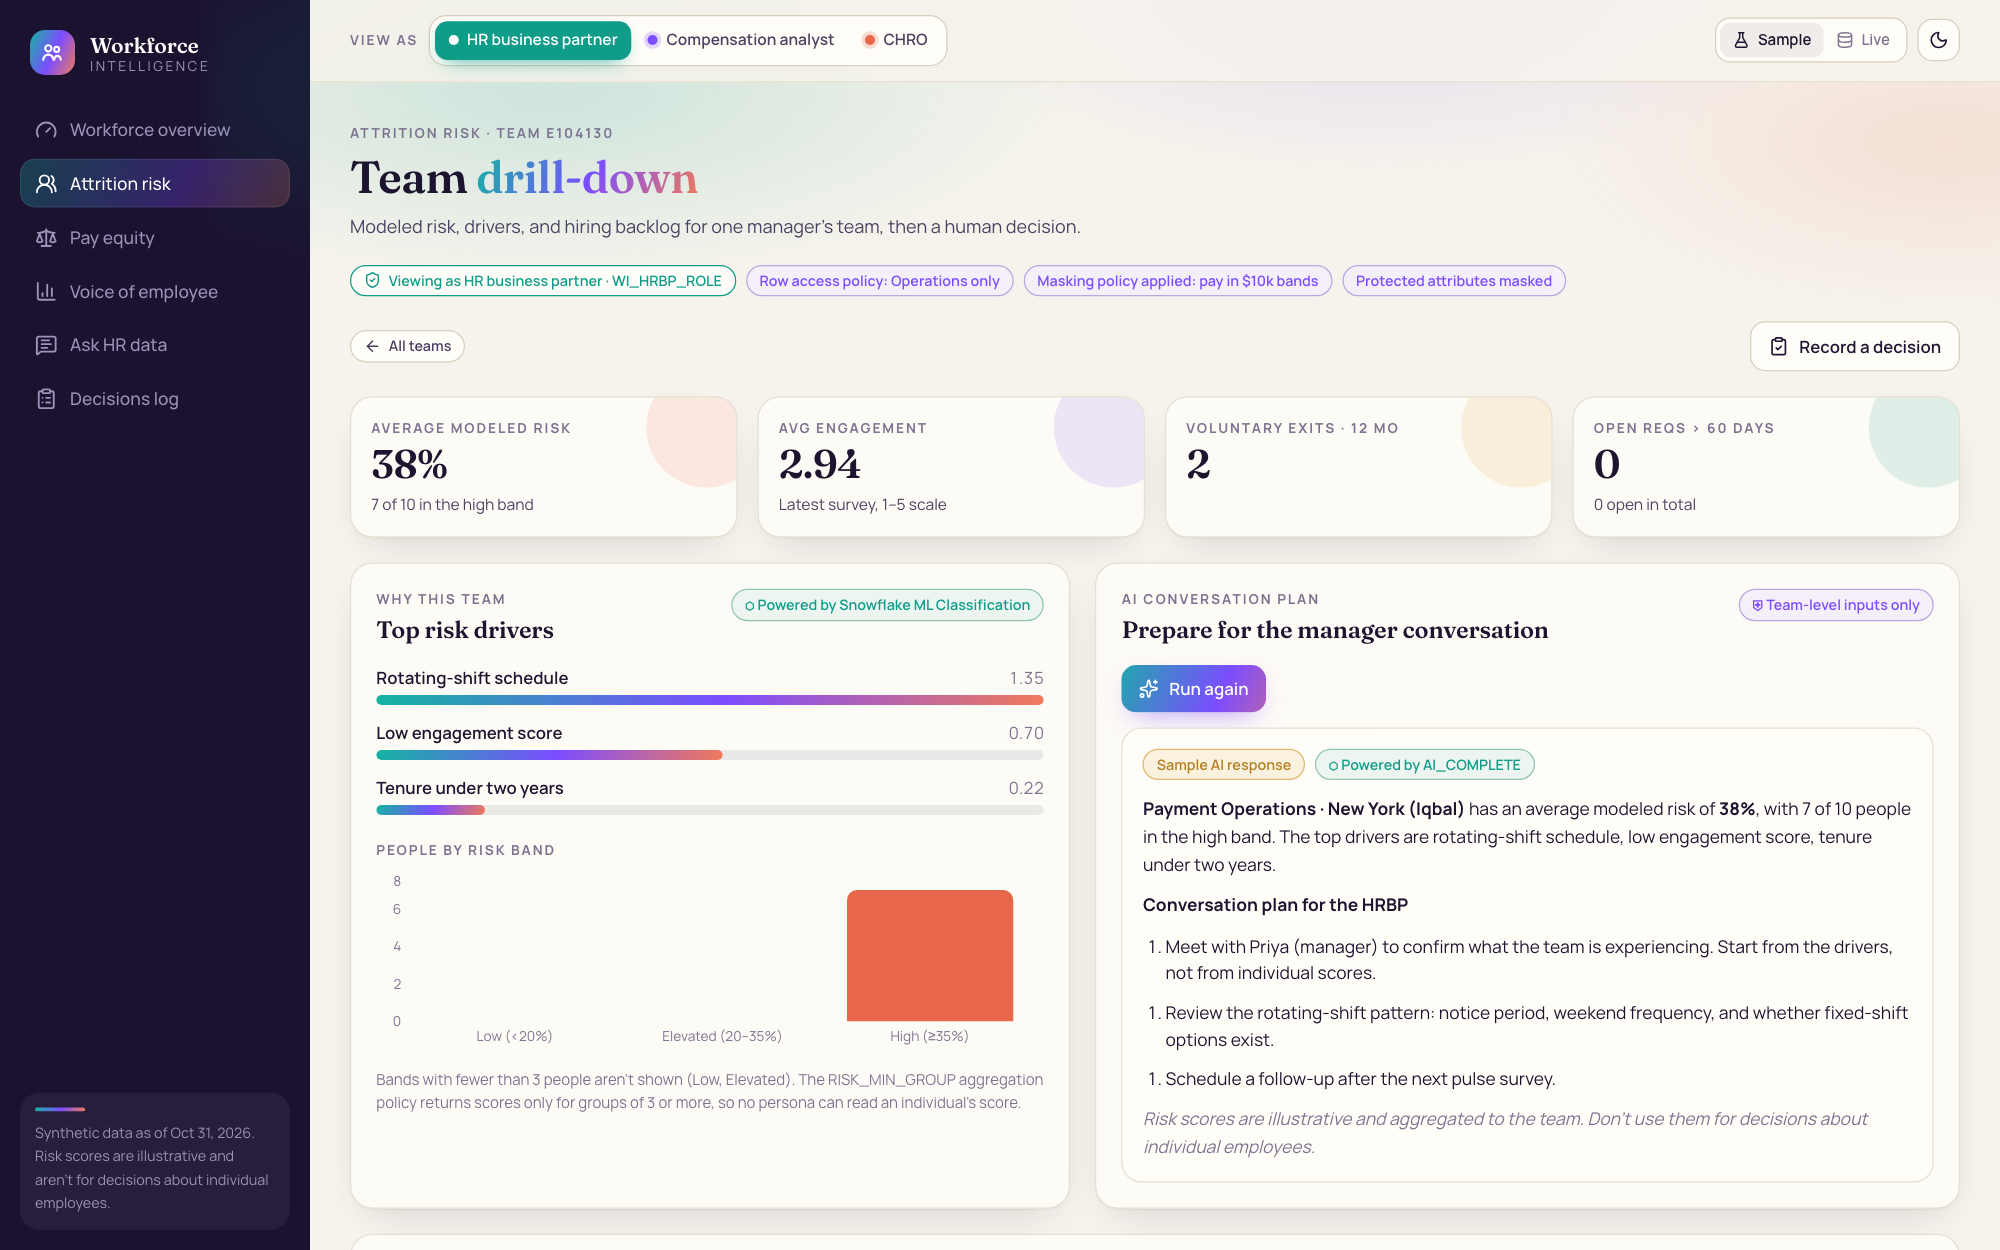 Workforce
INTELLIGENCE
Workforce overview
Attrition risk
Pay equity
Voice of employee
Ask HR data
Decisions log
Synthetic data as of Oct 31, 2026.
Risk scores are illustrative and
aren't for decisions about individual
employees.
VIEW AS
HR business partner
Compensation analyst
CHRO
Sample
Live
ATTRITION RISK · TEAM E104130
Team drill-down
Modeled risk, drivers, and hiring backlog for one manager's team, then a human decision.
Viewing as HR business partner · WI_HRBP_ROLE
Row access policy: Operations only
Masking policy applied: pay in $10k bands
Protected attributes masked
All teams
Record a decision
AVERAGE MODELED RISK
38%
7 of 10 in the high band
AVG ENGAGEMENT
2.94
Latest survey, 1–5 scale
VOLUNTARY EXITS · 12 MO
2
OPEN REQS > 60 DAYS
0
0 open in total
WHY THIS TEAM
Top risk drivers
Powered by Snowflake ML Classification
Rotating-shift schedule 1.35
Low engagement score 0.70
Tenure under two years 0.22
PEOPLE BY RISK BAND
8
6
4
2
0
Low (<20%)
Elevated (20–35%)
High (≥35%)
Bands with fewer than 3 people aren't shown (Low, Elevated). The RISK_MIN_GROUP aggregation
policy returns scores only for groups of 3 or more, so no persona can read an individual's score.
AI CONVERSATION PLAN
Prepare for the manager conversation
Team-level inputs only
Run again
Sample AI response
Powered by AI_COMPLETE
Payment Operations · New York (Iqbal) has an average modeled risk of 38%, with 7 of 10 people
in the high band. The top drivers are rotating-shift schedule, low engagement score, tenure
under two years.
Conversation plan for the HRBP
1. Meet with Priya (manager) to confirm what the team is experiencing. Start from the drivers,
not from individual scores.
1. Review the rotating-shift pattern: notice period, weekend frequency, and whether fixed-shift
options exist.
1. Schedule a follow-up after the next pulse survey.
Risk scores are illustrative and aggregated to the team. Don't use them for decisions about
individual employees.